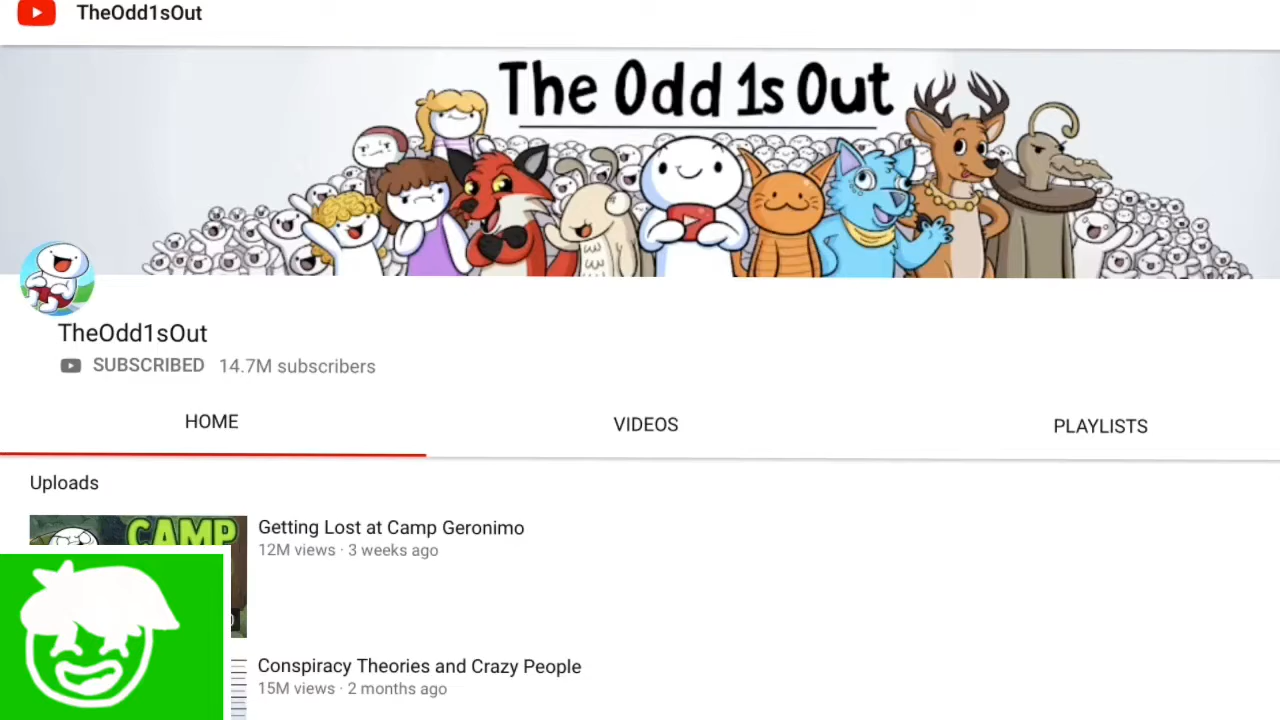 TheOdd1sOut
The Odd 1s Out
TheOdd1sOut
SUBSCRIBED 14.7M subscribers
HOME VIDEOS PLAYLISTS
Uploads
CAMP
Getting Lost at Camp Geronimo
12M views · 3 weeks ago
Conspiracy Theories and Crazy People
15M views · 2 months ago